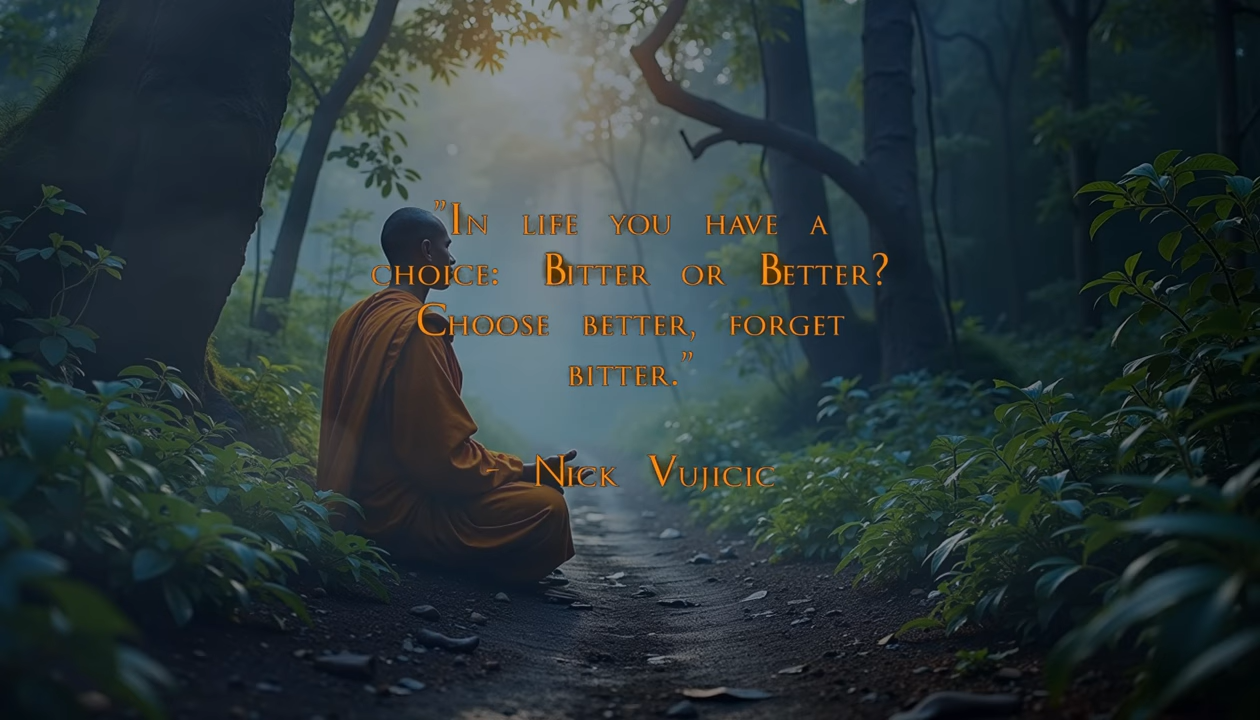 "In life you have a
choice: Bitter or Better?
Choose better, forget
bitter."
- Nick Vujicic